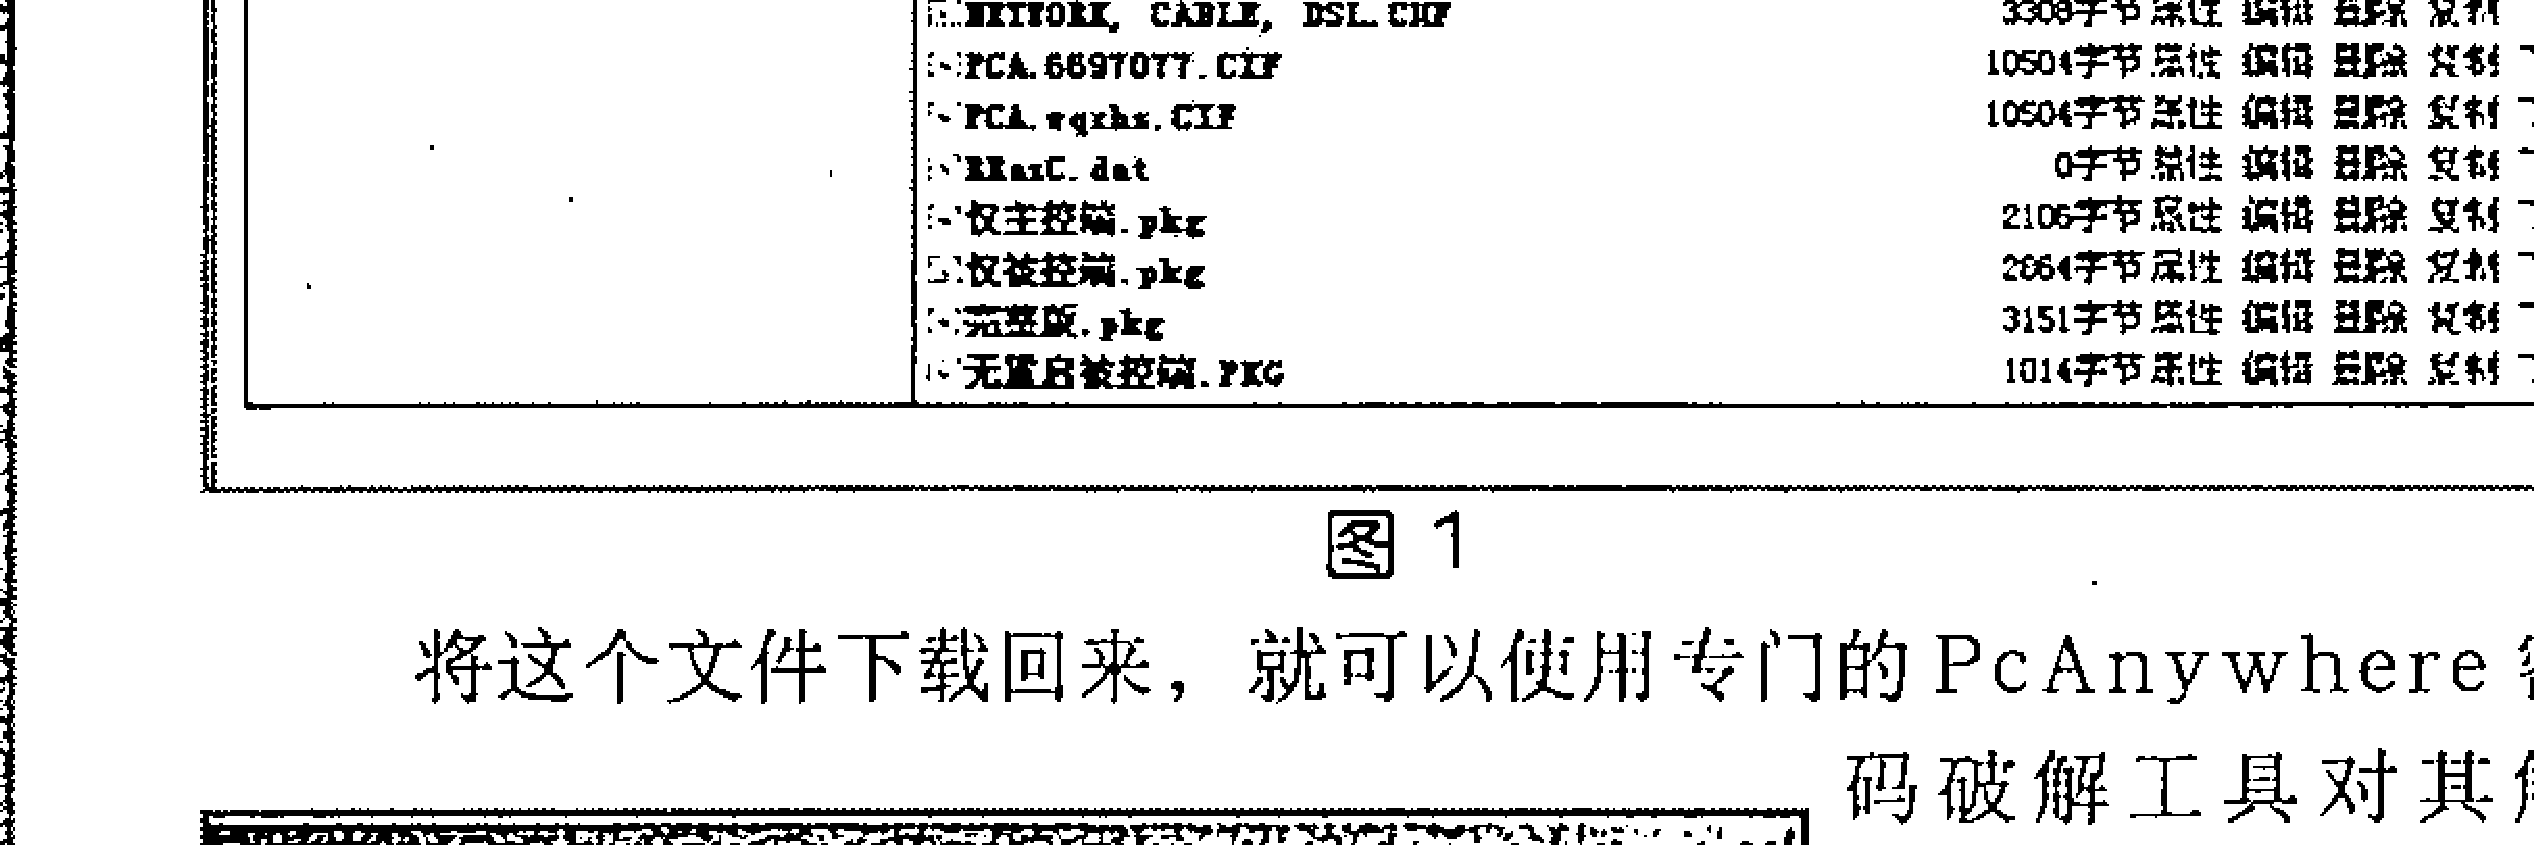 NETWORK, CABLE, DSL.CHF 3308字节 属性 编辑 删除 复制
PCA.6697077.CIF 10504字节 属性 编辑 删除 复制
PCA.wqxhx.CIF 10504字节 属性 编辑 删除 复制
.dat 0字节 属性 编辑 删除 复制
仅主控端.pkg 2106字节 属性 编辑 删除 复制
仅被控端.pkg 2864字节 属性 编辑 删除 复制
完整版.pkg 3151字节 属性 编辑 删除 复制
无重启被控端.PKG 1014字节 属性 编辑 删除 复制
图 1
将这个文件下载回来，就可以使用专门的PcAnywhere
码破解工具对其